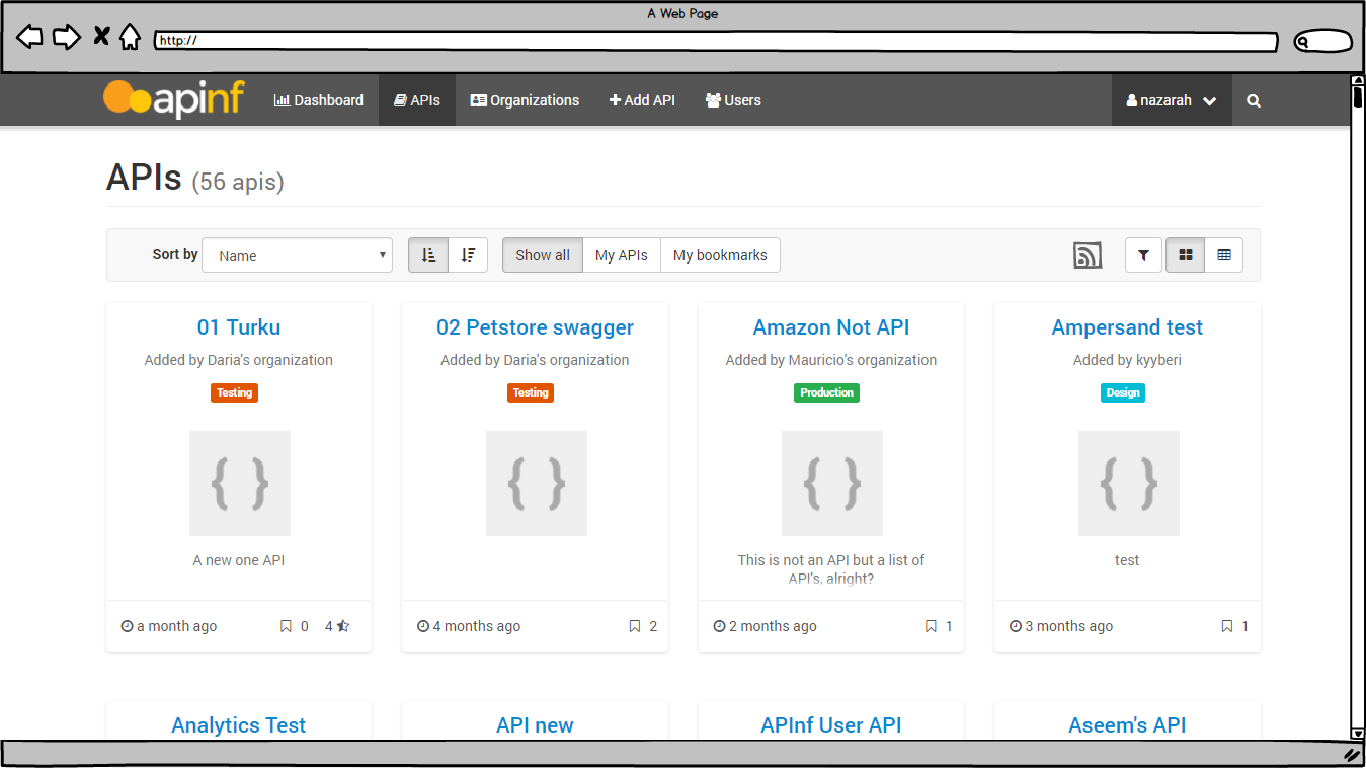 A Web Page
http://
apinf Dashboard APIs Organizations Add API Users nazarah
APIs (56 apis)
Sort by Name Show all My APIs My bookmarks
01 Turku 02 Petstore swagger Amazon Not API Ampersand test
Added by Daria's organization Added by Daria's organization Added by Mauricio's organization Added by kyyberi
Testing Testing Production Design
{ } { } { } { }
A new one API This is not an API but a list of test
API's, alright?
a month ago 0 4 4 months ago 2 2 months ago 1 3 months ago 1
Analytics Test API new APInf User API Aseem's API